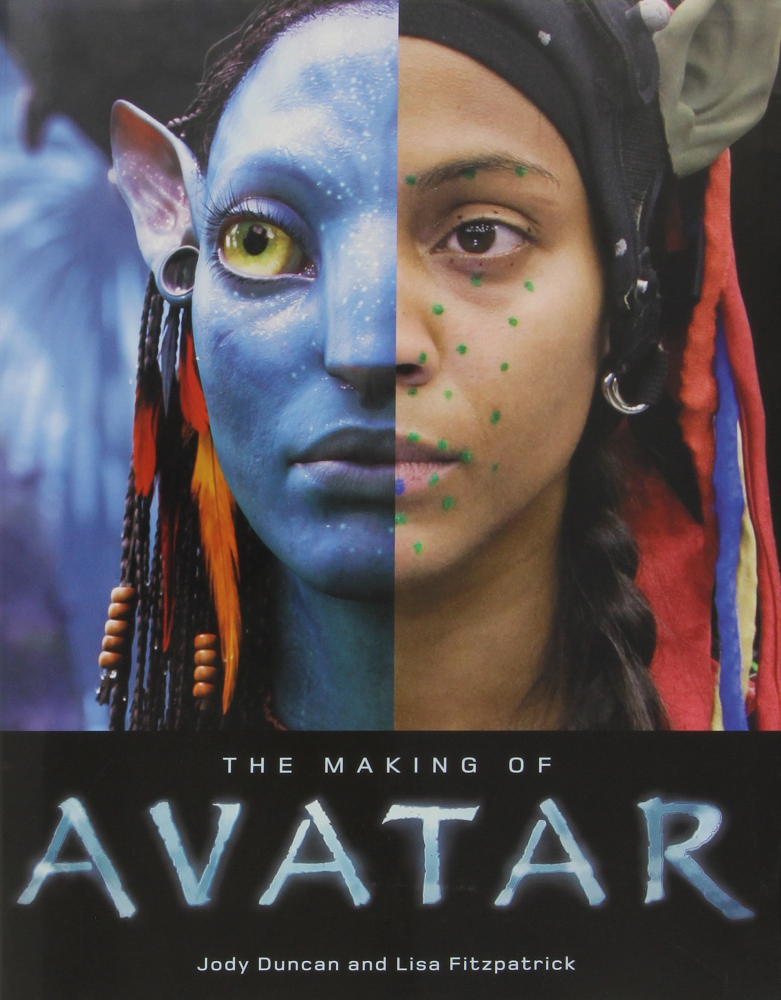 THE MAKING OF
AVATAR
Jody Duncan and Lisa Fitzpatrick